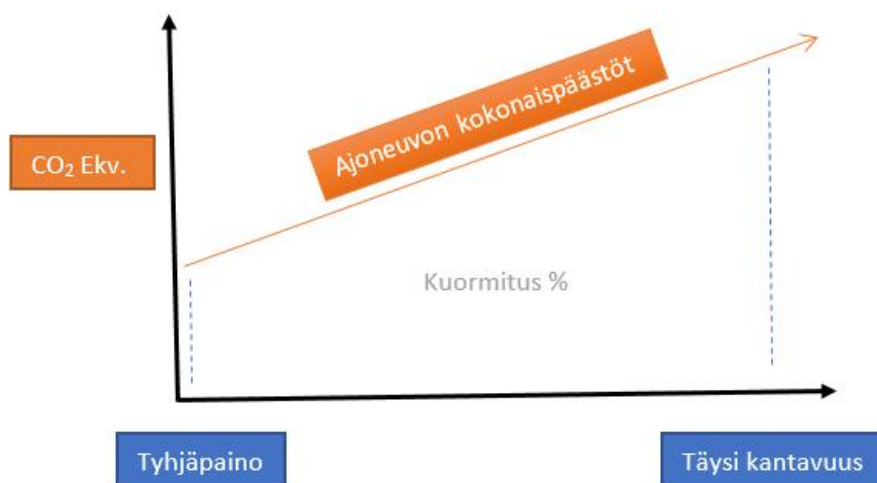 Ajoneuvon kokonaispäästöt
CO₂ Ekv.
Kuormitus %
Tyhjäpaino
Täysi kantavuus